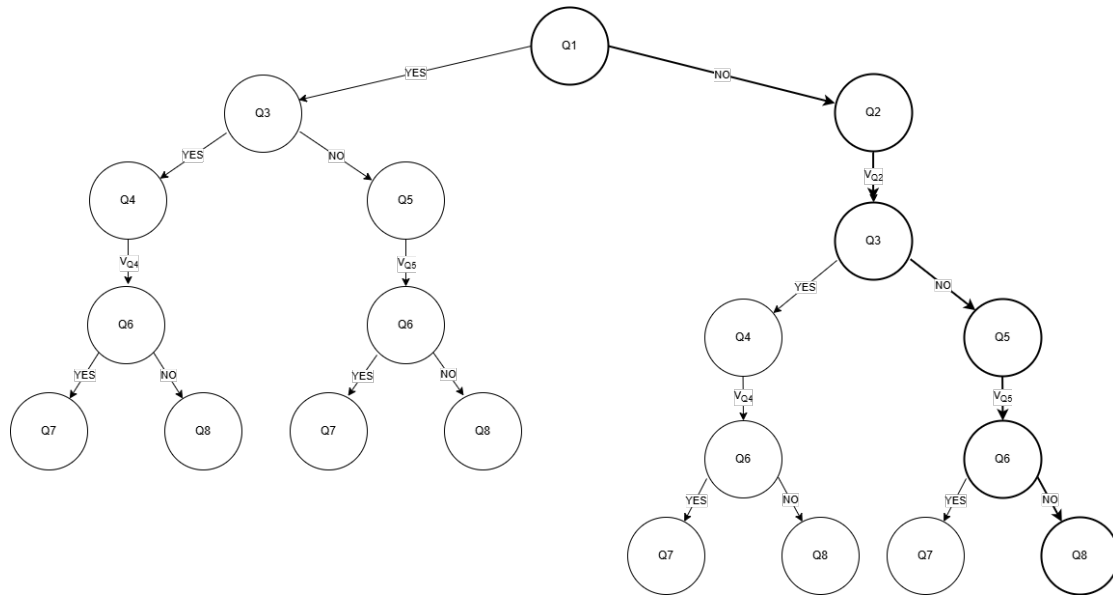 Q1
YES
NO
Q3
Q2
YES
NO
VQ2
Q4
Q5
Q3
VQ4
VQ5
YES
NO
Q6
Q6
Q4
Q5
YES
NO
YES
NO
VQ4
VQ5
Q7
Q8
Q7
Q8
Q6
Q6
YES
NO
YES
NO
Q7
Q8
Q7
Q8